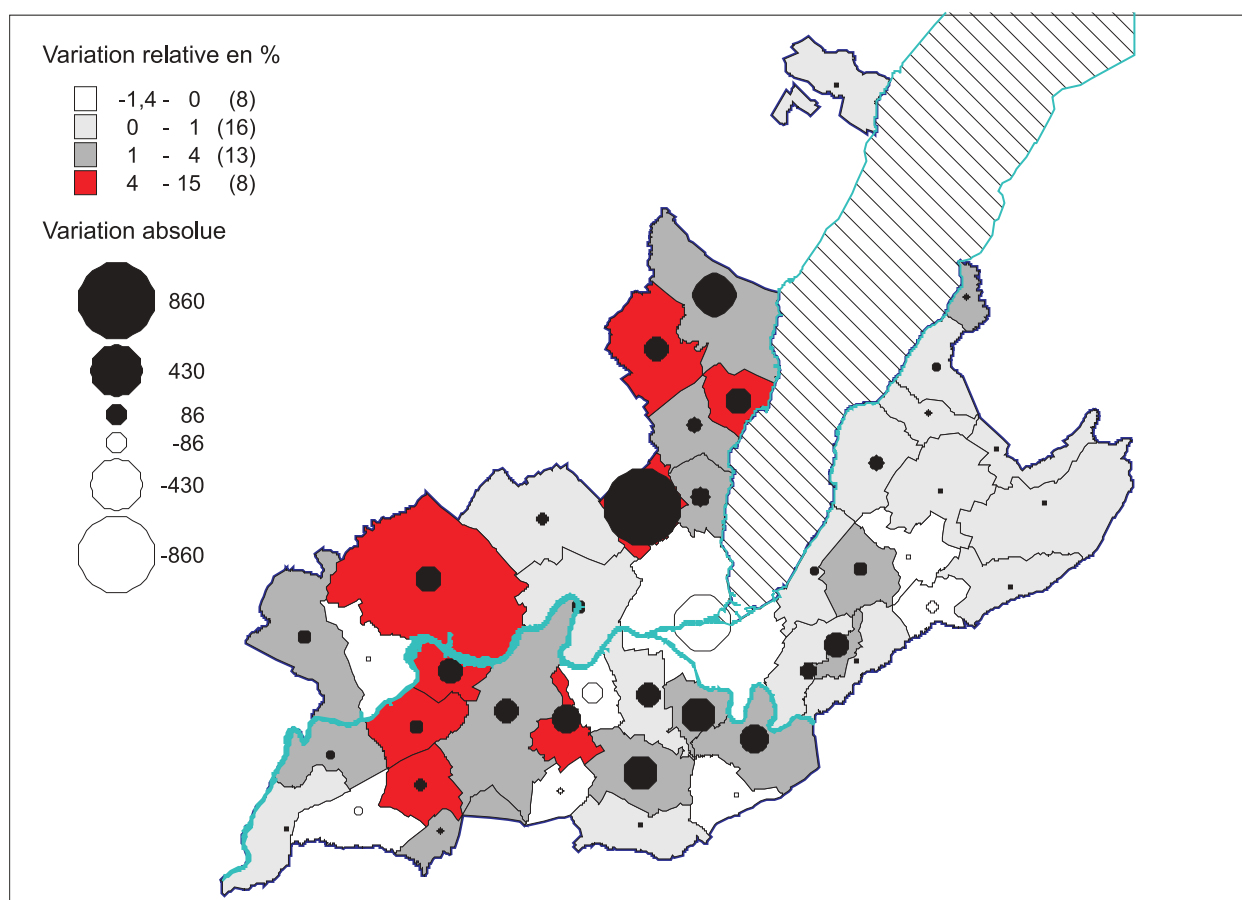 Variation relative en %
-1,4 - 0 (8)
0 - 1 (16)
1 - 4 (13)
4 - 15 (8)
Variation absolue
860
430
86
-86
-430
-860